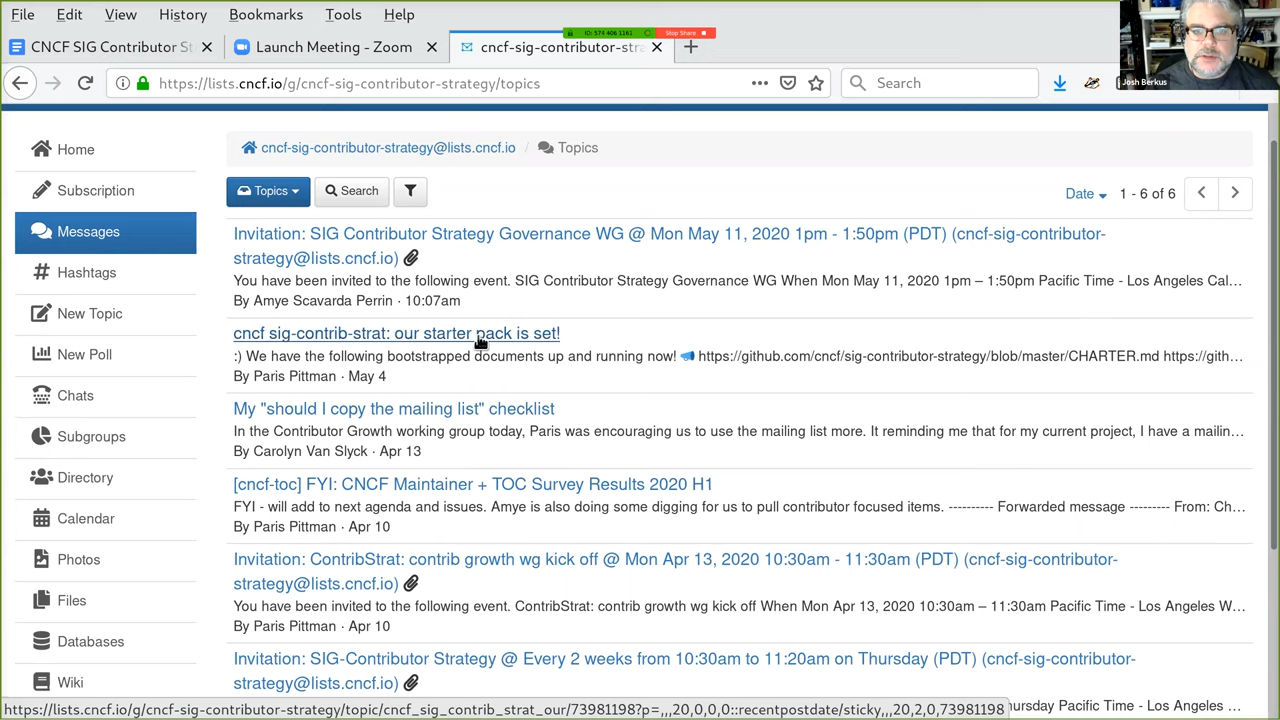 File Edit View History Bookmarks Tools Help
CNCF SIG Contributor St
Launch Meeting - Zoom
cncf-sig-contributor-stra
ID: 574 406 1161
Stop Share
https://lists.cncf.io/g/cncf-sig-contributor-strategy/topics
Search
Josh Berkus
Home
Subscription
Messages
Hashtags
New Topic
New Poll
Chats
Subgroups
Directory
Calendar
Photos
Files
Databases
Wiki
cncf-sig-contributor-strategy@lists.cncf.io / Topics
Topics Search
Date 1 - 6 of 6
Invitation: SIG Contributor Strategy Governance WG @ Mon May 11, 2020 1pm - 1:50pm (PDT) (cncf-sig-contributor-
strategy@lists.cncf.io)
You have been invited to the following event. SIG Contributor Strategy Governance WG When Mon May 11, 2020 1pm – 1:50pm Pacific Time - Los Angeles Cal…
By Amye Scavarda Perrin · 10:07am
cncf sig-contrib-strat: our starter pack is set!
:) We have the following bootstrapped documents up and running now! 📣 https://github.com/cncf/sig-contributor-strategy/blob/master/CHARTER.md https://gith…
By Paris Pittman · May 4
My "should I copy the mailing list" checklist
In the Contributor Growth working group today, Paris was encouraging us to use the mailing list more. It reminding me that for my current project, I have a mailin…
By Carolyn Van Slyck · Apr 13
[cncf-toc] FYI: CNCF Maintainer + TOC Survey Results 2020 H1
FYI - will add to next agenda and issues. Amye is also doing some digging for us to pull contributor focused items. ---------- Forwarded message --------- From: Ch…
By Paris Pittman · Apr 10
Invitation: ContribStrat: contrib growth wg kick off @ Mon Apr 13, 2020 10:30am - 11:30am (PDT) (cncf-sig-contributor-
strategy@lists.cncf.io)
You have been invited to the following event. ContribStrat: contrib growth wg kick off When Mon Apr 13, 2020 10:30am – 11:30am Pacific Time - Los Angeles W…
By Paris Pittman · Apr 10
Invitation: SIG-Contributor Strategy @ Every 2 weeks from 10:30am to 11:20am on Thursday (PDT) (cncf-sig-contributor-
strategy@lists.cncf.io)
hursday Pacific Time - Los Angeles …
https://lists.cncf.io/g/cncf-sig-contributor-strategy/topic/cncf_sig_contrib_strat_our/73981198?p=,,,20,0,0,0::recentpostdate/sticky,,,20,2,0,73981198